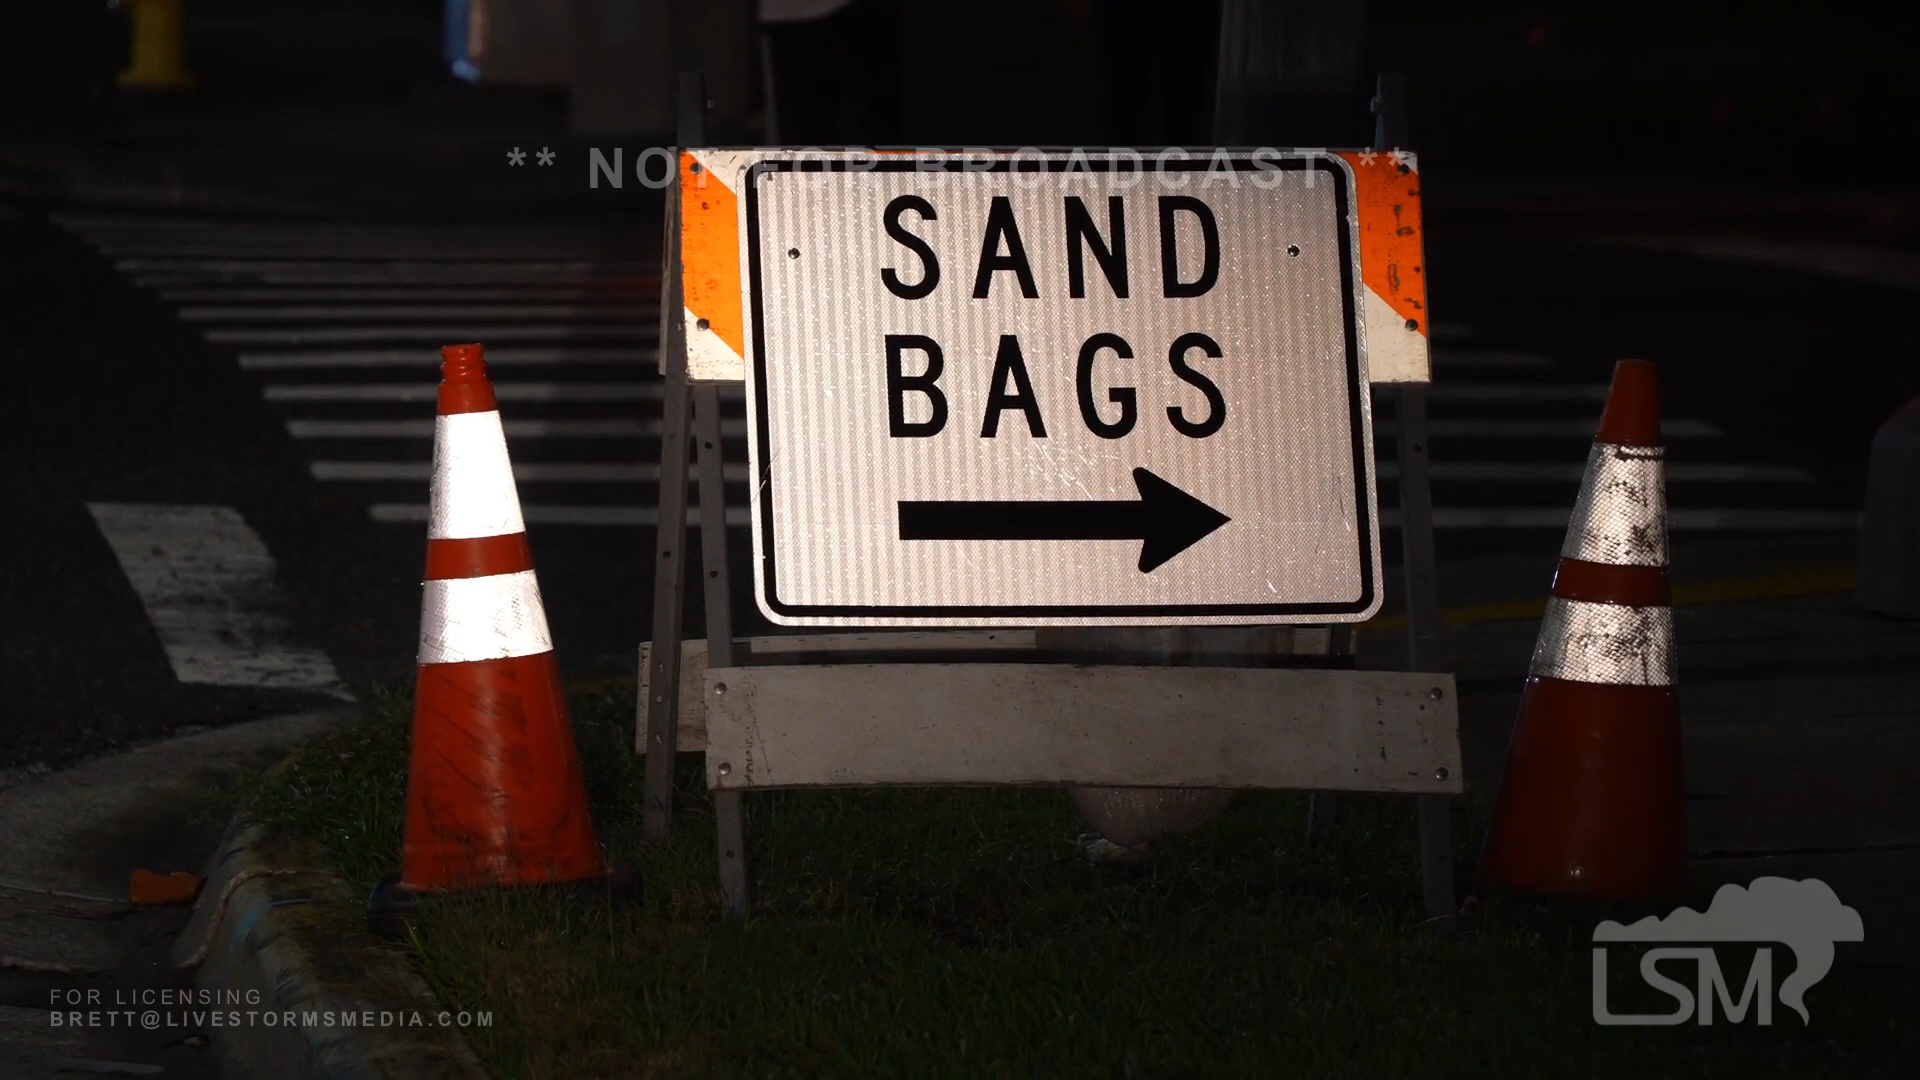 ** NOT FOR BROADCAST **
SAND
BAGS
FOR LICENSING
BRETT@LIVESTORMSMEDIA.COM
LSM